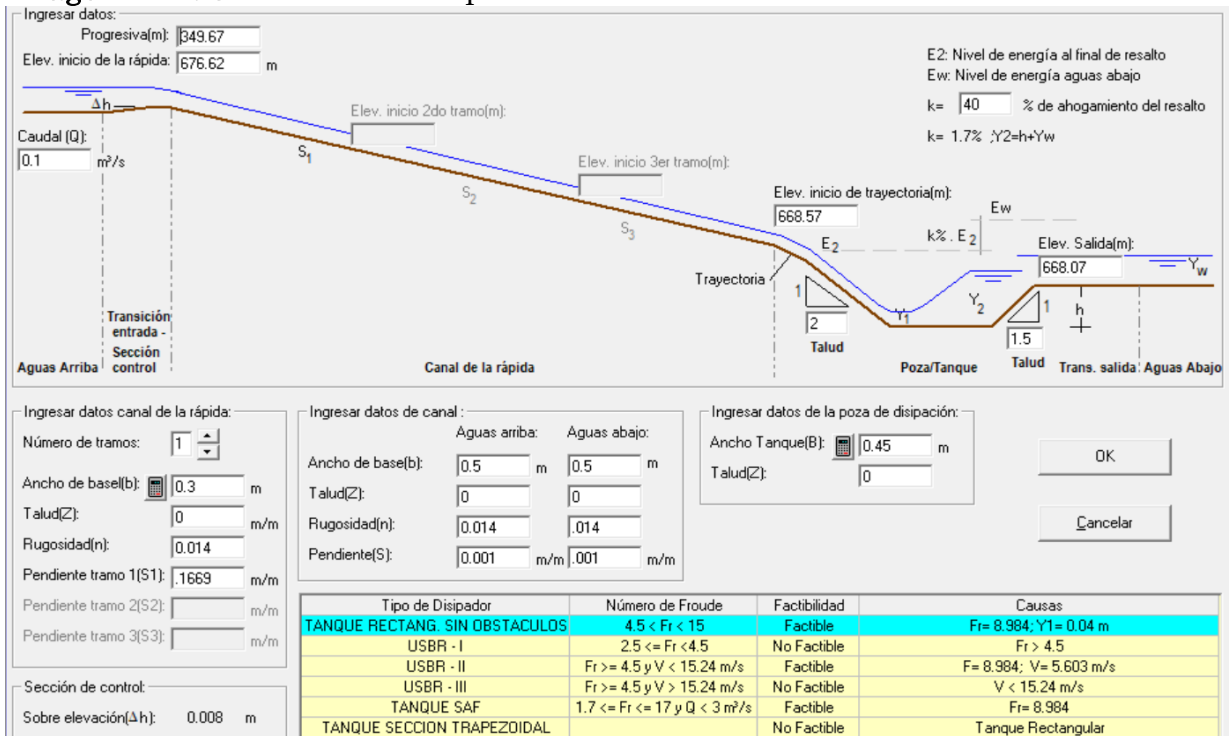 Ingresar datos:
Progresiva(m): 349.67
Elev. inicio de la rápida: 676.62 m
E2: Nivel de energía al final de resalto
Ew: Nivel de energía aguas abajo
k= 40 % de ahogamiento del resalto
k= 1.7% ;Y2=h+Yw
Δh
Caudal (Q):
0.1 m³/s
Elev. inicio 2do tramo(m):
S1
Elev. inicio 3er tramo(m):
S2
S3
Elev. inicio de trayectoria(m):
668.57
Ew
E2
k% . E2
Elev. Salida(m):
668.07
Yw
Trayectoria
1
2
Talud
Y1
Y2
1
1.5
Talud
h
Transición
entrada -
Sección
control
Aguas Arriba
Canal de la rápida
Poza/Tanque
Trans. salida
Aguas Abajo
Ingresar datos canal de la rápida:
Número de tramos: 1
Ancho de basel(b): 0.3 m
Talud(Z): 0 m/m
Rugosidad(n): 0.014
Pendiente tramo 1(S1): .1669 m/m
Pendiente tramo 2(S2): m/m
Pendiente tramo 3(S3): m/m
Sección de control:
Sobre elevación(Δh): 0.008 m
Ingresar datos de canal :
Aguas arriba: Aguas abajo:
Ancho de base(b): 0.5 m 0.5 m
Talud(Z): 0 0
Rugosidad(n): 0.014 .014
Pendiente(S): 0.001 m/m .001 m/m
Ingresar datos de la poza de disipación:
Ancho Tanque(B): 0.45 m
Talud(Z): 0
OK
Cancelar
Tipo de Disipador Número de Froude Factibilidad Causas
TANQUE RECTANG. SIN OBSTACULOS 4.5 < Fr < 15 Factible Fr= 8.984; Y1= 0.04 m
USBR - I 2.5 <= Fr <4.5 No Factible Fr > 4.5
USBR - II Fr >= 4.5 y V < 15.24 m/s Factible F= 8.984; V= 5.603 m/s
USBR - III Fr >= 4.5 y V > 15.24 m/s No Factible V < 15.24 m/s
TANQUE SAF 1.7 <= Fr <= 17 y Q < 3 m³/s Factible Fr= 8.984
TANQUE SECCION TRAPEZOIDAL No Factible Tanque Rectangular